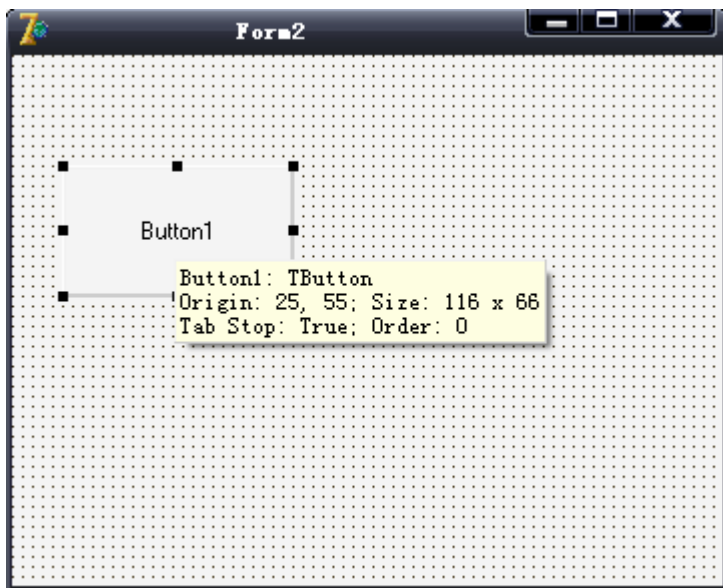 Form2
Button1
Button1: TButton
Origin: 25, 55; Size: 116 x 66
Tab Stop: True; Order: 0